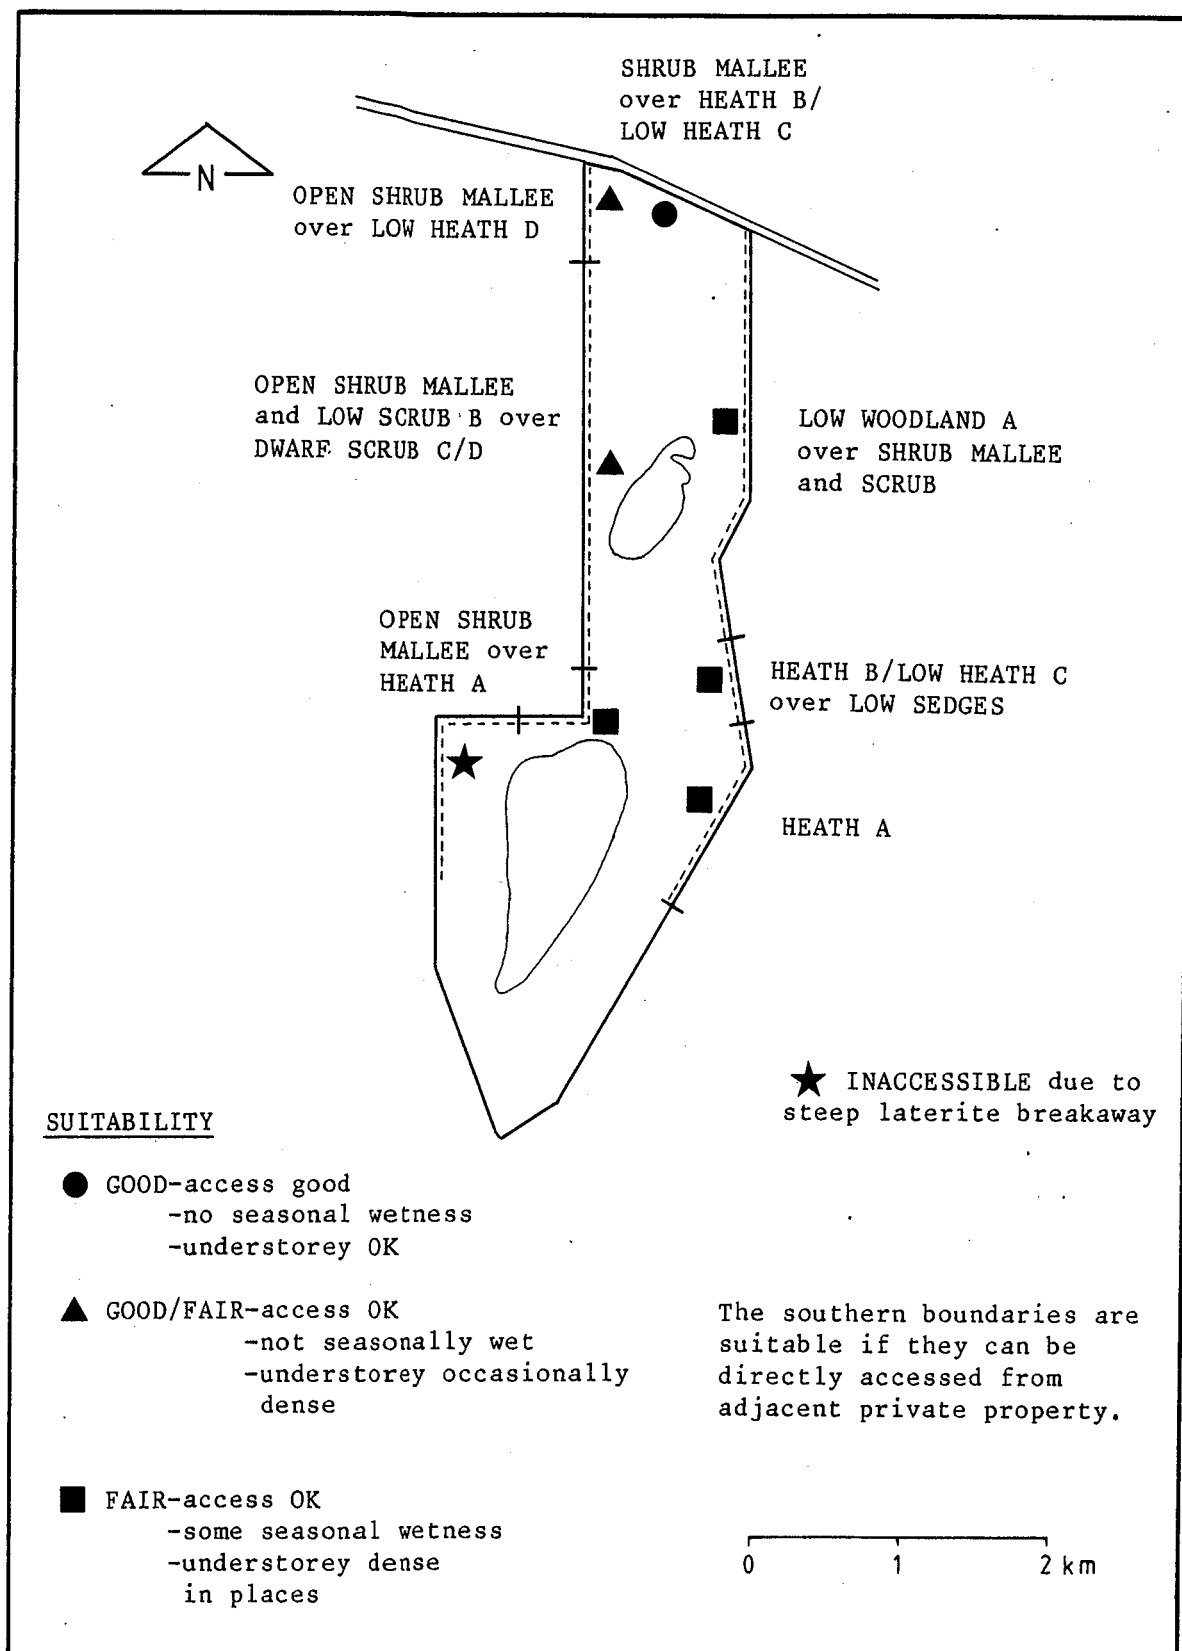 SHRUB MALLEE
over HEATH B/
LOW HEATH C
N
OPEN SHRUB MALLEE
over LOW HEATH D
OPEN SHRUB MALLEE
and LOW SCRUB B over
DWARF SCRUB C/D
LOW WOODLAND A
over SHRUB MALLEE
and SCRUB
OPEN SHRUB
MALLEE over
HEATH A
HEATH B/LOW HEATH C
over LOW SEDGES
HEATH A
INACCESSIBLE due to
steep laterite breakaway
SUITABILITY
GOOD-access good
-no seasonal wetness
-understorey OK
GOOD/FAIR-access OK
-not seasonally wet
-understorey occasionally
dense
The southern boundaries are
suitable if they can be
directly accessed from
adjacent private property.
FAIR-access OK
-some seasonal wetness
-understorey dense
in places
0 1 2 km